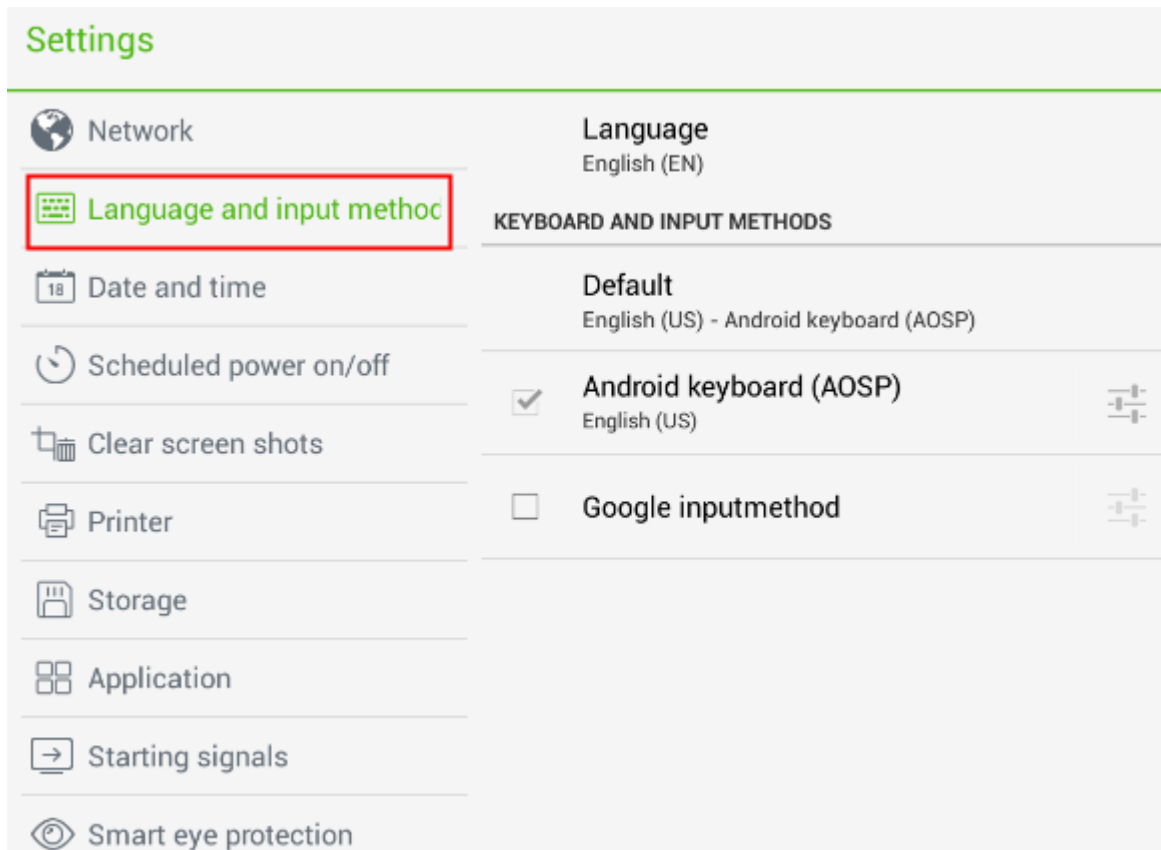 Settings
Network
Language and input method
Date and time
18
Scheduled power on/off
Clear screen shots
Printer
Storage
Application
Starting signals
Smart eye protection
Language
English (EN)
KEYBOARD AND INPUT METHODS
Default
English (US) - Android keyboard (AOSP)
Android keyboard (AOSP)
English (US)
Google inputmethod